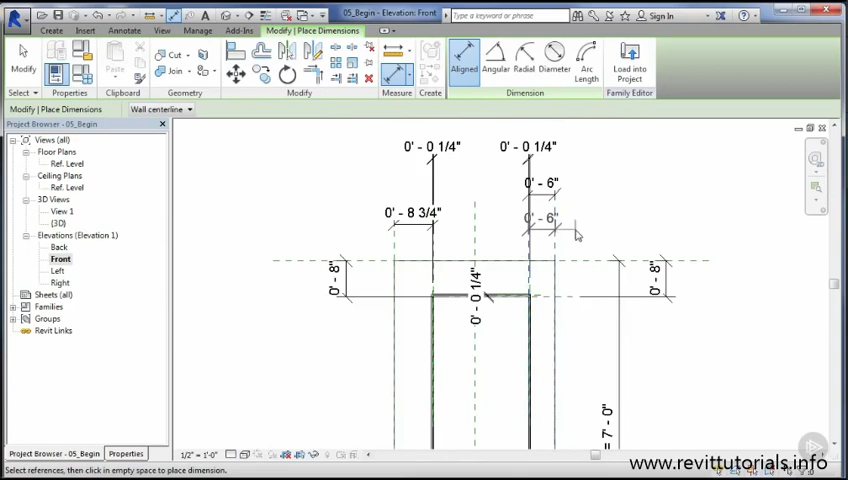 05_Begin - Elevation: Front
Type a keyword or phrase
Sign In
Create Insert Annotate View Manage Add-Ins Modify | Place Dimensions
Modify
Paste
Cut
Join
Aligned Angular Radial Diameter Arc Length
Load into Project
Select Properties Clipboard Geometry Modify Measure Create Dimension Family Editor
Modify | Place Dimensions
Wall centerline
Project Browser - 05_Begin
Views (all)
Floor Plans
Ref. Level
Ceiling Plans
Ref. Level
3D Views
View 1
{3D}
Elevations (Elevation 1)
Back
Front
Left
Right
Sheets (all)
Families
Groups
Revit Links
0' - 0 1/4" 0' - 0 1/4"
0' - 6"
0' - 8 3/4"
0' - 6"
0' - 8"
0' - 0 1/4"
0' - 8"
= 7' - 0"
Project Browser - 05_Begin Properties
1/2" = 1'-0"
www.revittutorials.info
Select references, then click in empty space to place dimension.